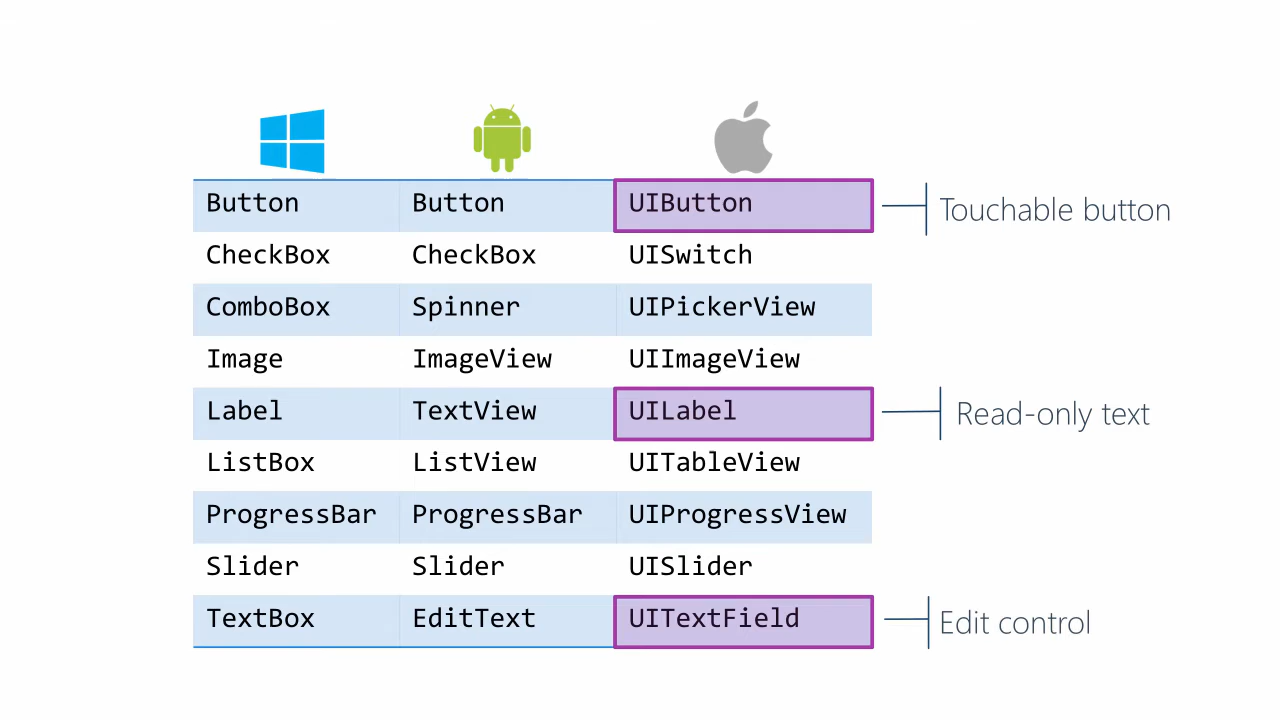 Button Button UIButton Touchable button
CheckBox CheckBox UISwitch
ComboBox Spinner UIPickerView
Image ImageView UIImageView
Label TextView UILabel Read-only text
ListBox ListView UITableView
ProgressBar ProgressBar UIProgressView
Slider Slider UISlider
TextBox EditText UITextField Edit control